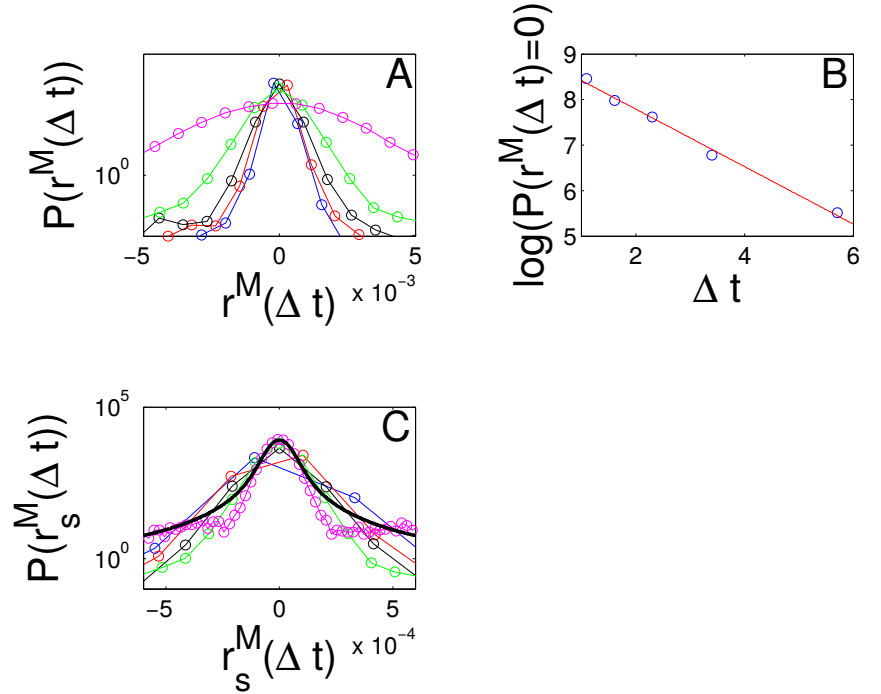 A
P(r^M(Δ t))
10^0
−5 0 5
r^M(Δ t) x 10^-3
B
log(P(r^M(Δ t)=0)
9
8
7
6
5
2 4 6
Δ t
C
P(r_s^M(Δ t))
10^5
10^0
−5 0 5
r_s^M(Δ t) x 10^-4